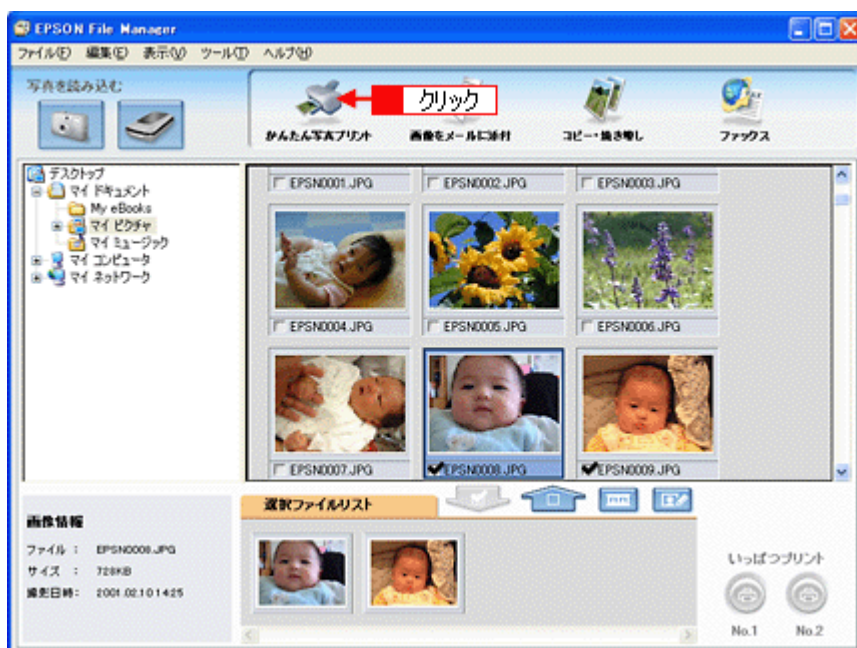 EPSON File Manager
ファイル(F) 編集(E) 表示(V) ツール(T) ヘルプ(H)
写真を読み込む
クリック
かんたん写真プリント 画像をメールに添付 コピー・焼き増し ファックス
デスクトップ
マイ ドキュメント
My eBooks
マイ ピクチャ
マイ ミュージック
マイ コンピュータ
マイ ネットワーク
EPSN0001.JPG EPSN0002.JPG EPSN0003.JPG
EPSN0004.JPG EPSN0005.JPG EPSN0006.JPG
EPSN0007.JPG EPSN0008.JPG EPSN0009.JPG
選択ファイルリスト
画像情報
ファイル : EPSN0008.JPG
サイズ : 728KB
撮影日時: 2001.02.10 14:25
いっぱつプリント
No.1 No.2